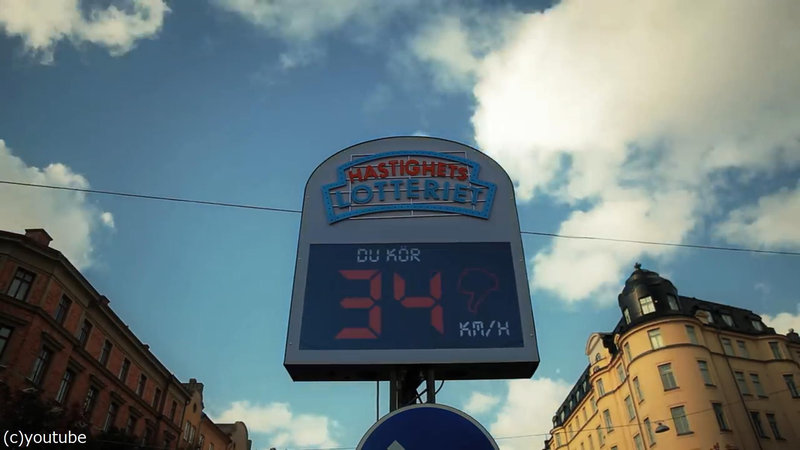 HASTIGHETS
LOTTERIET
DU KÖR
34
KM/H
(c)youtube